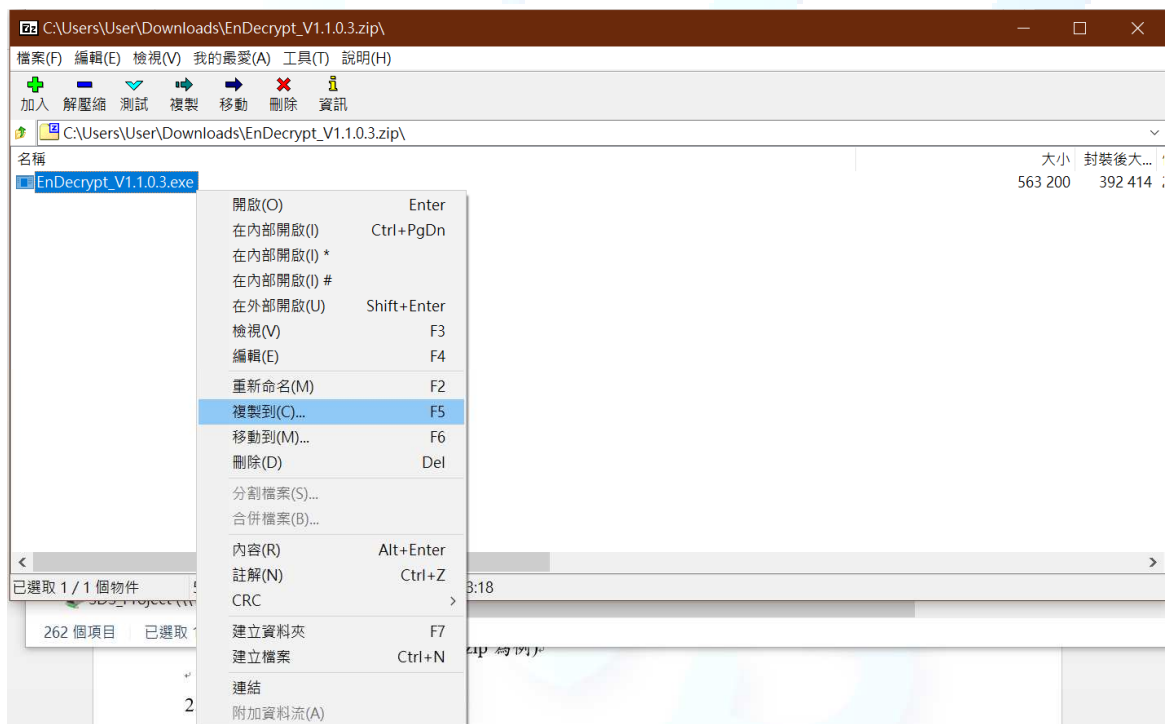 C:\Users\User\Downloads\EnDecrypt_V1.1.0.3.zip\
檔案(F) 編輯(E) 檢視(V) 我的最愛(A) 工具(T) 說明(H)
加入 解壓縮 測試 複製 移動 刪除 資訊
C:\Users\User\Downloads\EnDecrypt_V1.1.0.3.zip\
名稱 大小 封裝後大...
EnDecrypt_V1.1.0.3.exe 563 200 392 414
開啟(O) Enter
在內部開啟(I) Ctrl+PgDn
在內部開啟(I) *
在內部開啟(I) #
在外部開啟(U) Shift+Enter
檢視(V) F3
編輯(E) F4
重新命名(M) F2
複製到(C)... F5
移動到(M)... F6
刪除(D) Del
分割檔案(S)...
合併檔案(B)...
內容(R) Alt+Enter
註解(N) Ctrl+Z
CRC
建立資料夾 F7
建立檔案 Ctrl+N
連結
附加資料流(A)
已選取 1 / 1 個物件 3:18
262 個項目 已選取
zip 為例)
2